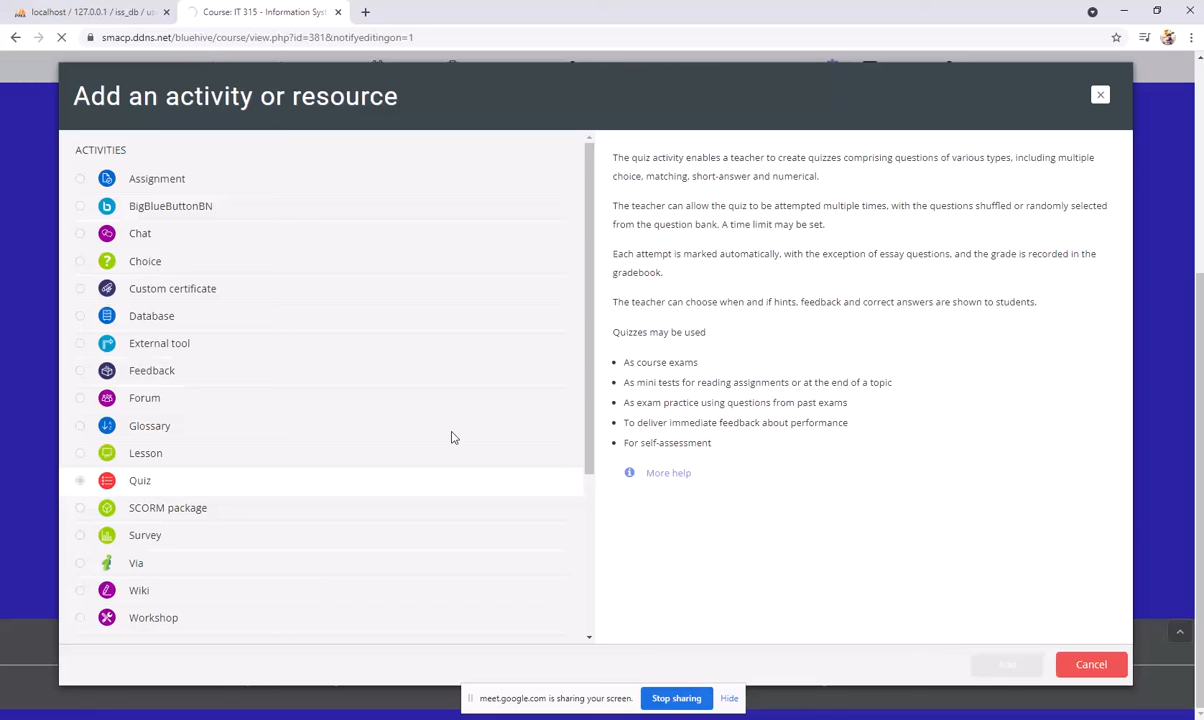 localhost / 127.0.0.1 / iss_db / u
Course: IT 315 - Information Sys
smacp.ddns.net/bluehive/course/view.php?id=381&notifyeditingon=1
Add an activity or resource
ACTIVITIES
Assignment
BigBlueButtonBN
Chat
Choice
Custom certificate
Database
External tool
Feedback
Forum
Glossary
Lesson
Quiz
SCORM package
Survey
Via
Wiki
Workshop
The quiz activity enables a teacher to create quizzes comprising questions of various types, including multiple
choice, matching, short-answer and numerical.
The teacher can allow the quiz to be attempted multiple times, with the questions shuffled or randomly selected
from the question bank. A time limit may be set.
Each attempt is marked automatically, with the exception of essay questions, and the grade is recorded in the
gradebook.
The teacher can choose when and if hints, feedback and correct answers are shown to students.
Quizzes may be used
As course exams
As mini tests for reading assignments or at the end of a topic
As exam practice using questions from past exams
To deliver immediate feedback about performance
For self-assessment
More help
Add
Cancel
meet.google.com is sharing your screen.
Stop sharing
Hide